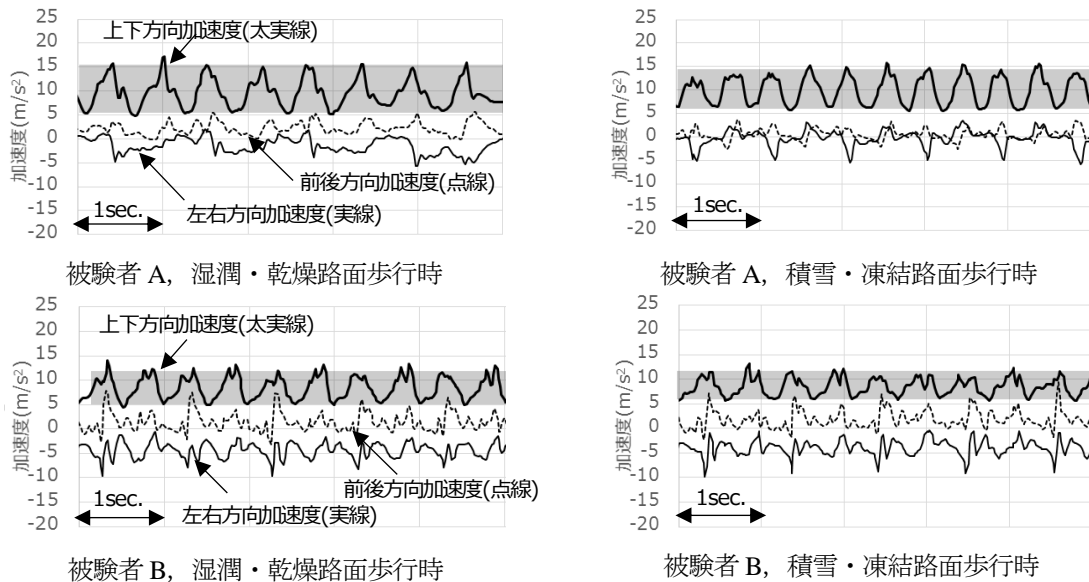 25
20
15
10
5
0
-5
-10
-15
-20
加速度(m/s²)
上下方向加速度(太実線)
前後方向加速度(点線)
左右方向加速度(実線)
1sec.
被験者 A，湿潤・乾燥路面歩行時
25
20
15
10
5
0
-5
-10
-15
-20
加速度(m/s²)
1sec.
被験者 A，積雪・凍結路面歩行時
25
20
15
10
5
0
-5
-10
-15
-20
加速度(m/s²)
上下方向加速度(太実線)
前後方向加速度(点線)
左右方向加速度(実線)
1sec.
被験者 B，湿潤・乾燥路面歩行時
25
20
15
10
5
0
-5
-10
-15
-20
加速度(m/s²)
1sec.
被験者 B，積雪・凍結路面歩行時